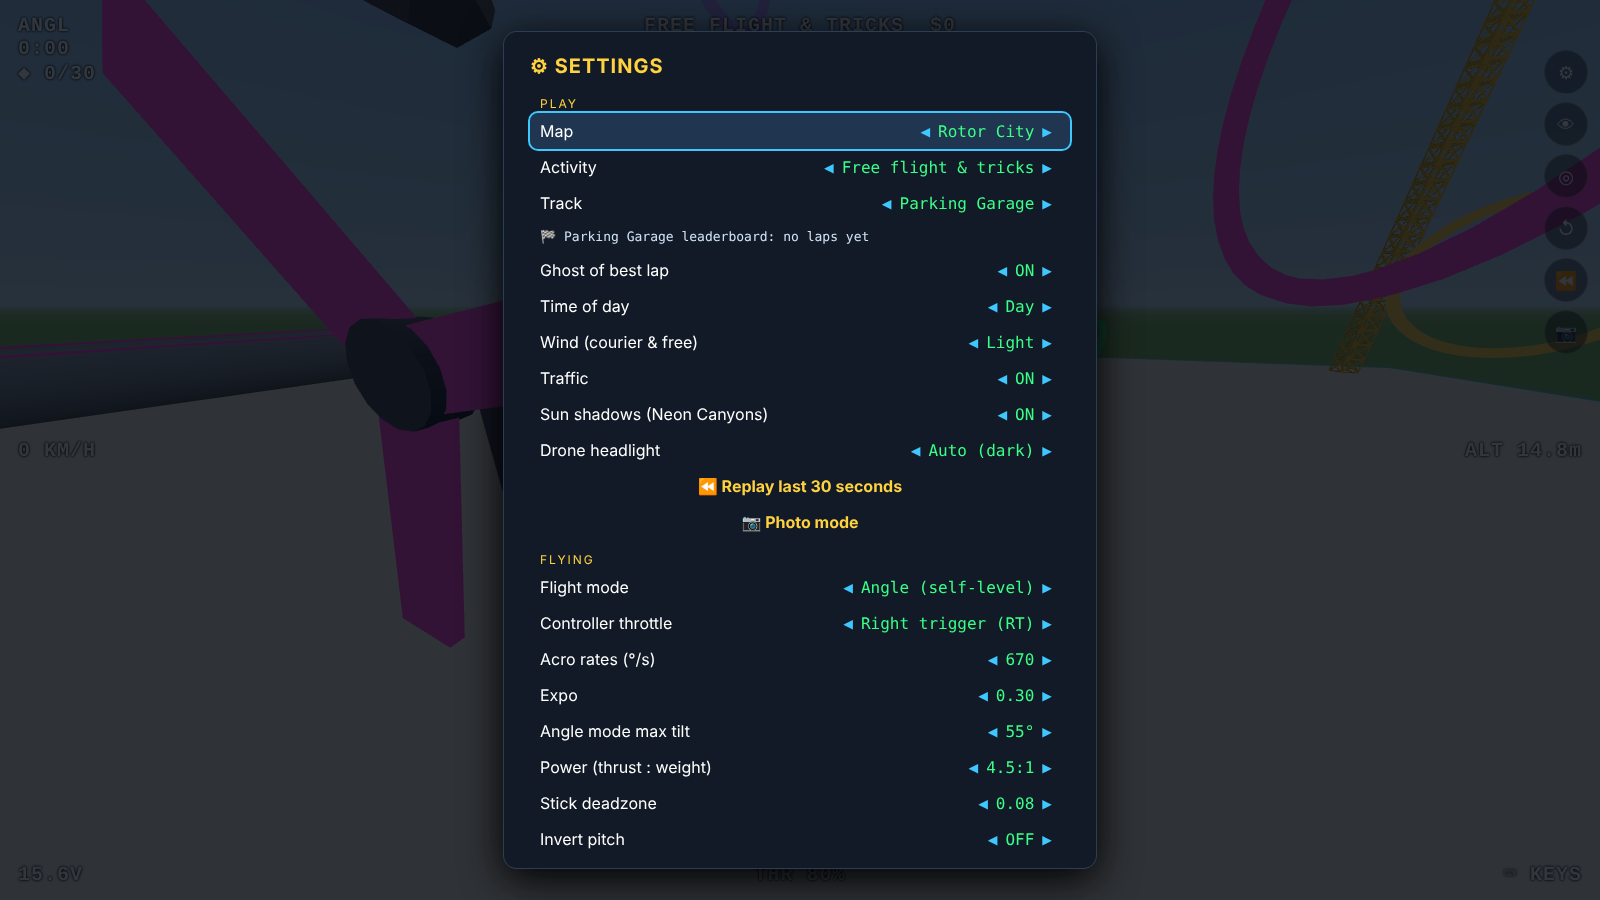 ANGL
FREE FLIGHT & TRICKS $0
0:00
◆ 0/30
⚙ SETTINGS
PLAY
Map ◀ Rotor City ▶
Activity ◀ Free flight & tricks ▶
Track ◀ Parking Garage ▶
🏁 Parking Garage leaderboard: no laps yet
Ghost of best lap ◀ ON ▶
Time of day ◀ Day ▶
Wind (courier & free) ◀ Light ▶
Traffic ◀ ON ▶
Sun shadows (Neon Canyons) ◀ ON ▶
Drone headlight ◀ Auto (dark) ▶
0 KM/H
ALT 14.8m
⏪ Replay last 30 seconds
📷 Photo mode
FLYING
Flight mode ◀ Angle (self-level) ▶
Controller throttle ◀ Right trigger (RT) ▶
Acro rates (°/s) ◀ 670 ▶
Expo ◀ 0.30 ▶
Angle mode max tilt ◀ 55° ▶
Power (thrust : weight) ◀ 4.5:1 ▶
Stick deadzone ◀ 0.08 ▶
Invert pitch ◀ OFF ▶
15.6V
THR 80%
KEYS